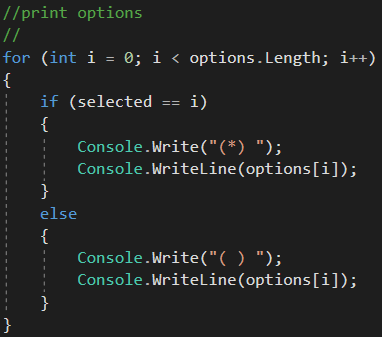 //print options
//
for (int i = 0; i < options.Length; i++)
{
    if (selected == i)
    {
        Console.Write("(*) ");
        Console.WriteLine(options[i]);
    }
    else
    {
        Console.Write("( ) ");
        Console.WriteLine(options[i]);
    }
}